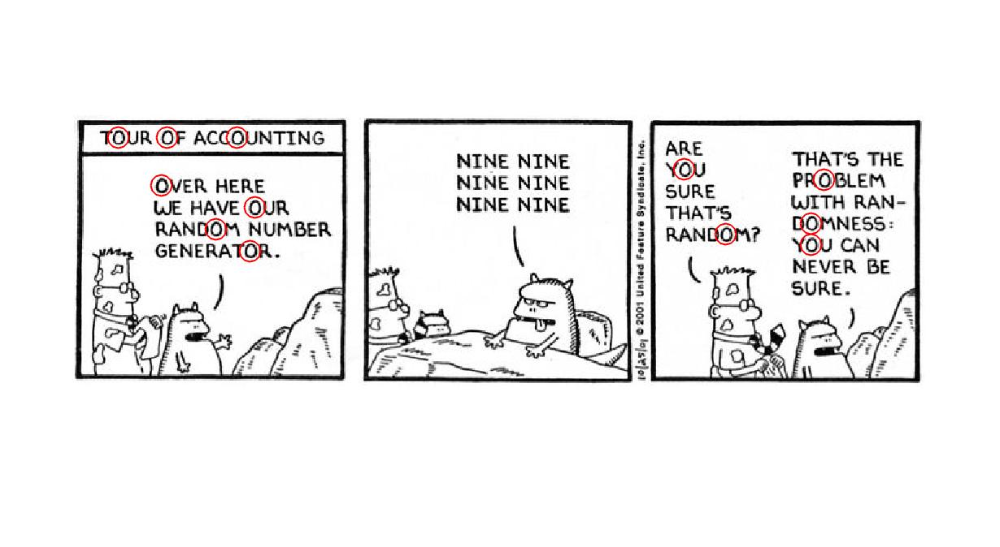 TOUR OF ACCOUNTING
OVER HERE
WE HAVE OUR
RANDOM NUMBER
GENERATOR.
NINE NINE
NINE NINE
NINE NINE
10/25/01 © 2001 United Feature Syndicate, Inc.
ARE
YOU
SURE
THAT'S
RANDOM?
THAT'S THE
PROBLEM
WITH RAN-
DOMNESS:
YOU CAN
NEVER BE
SURE.